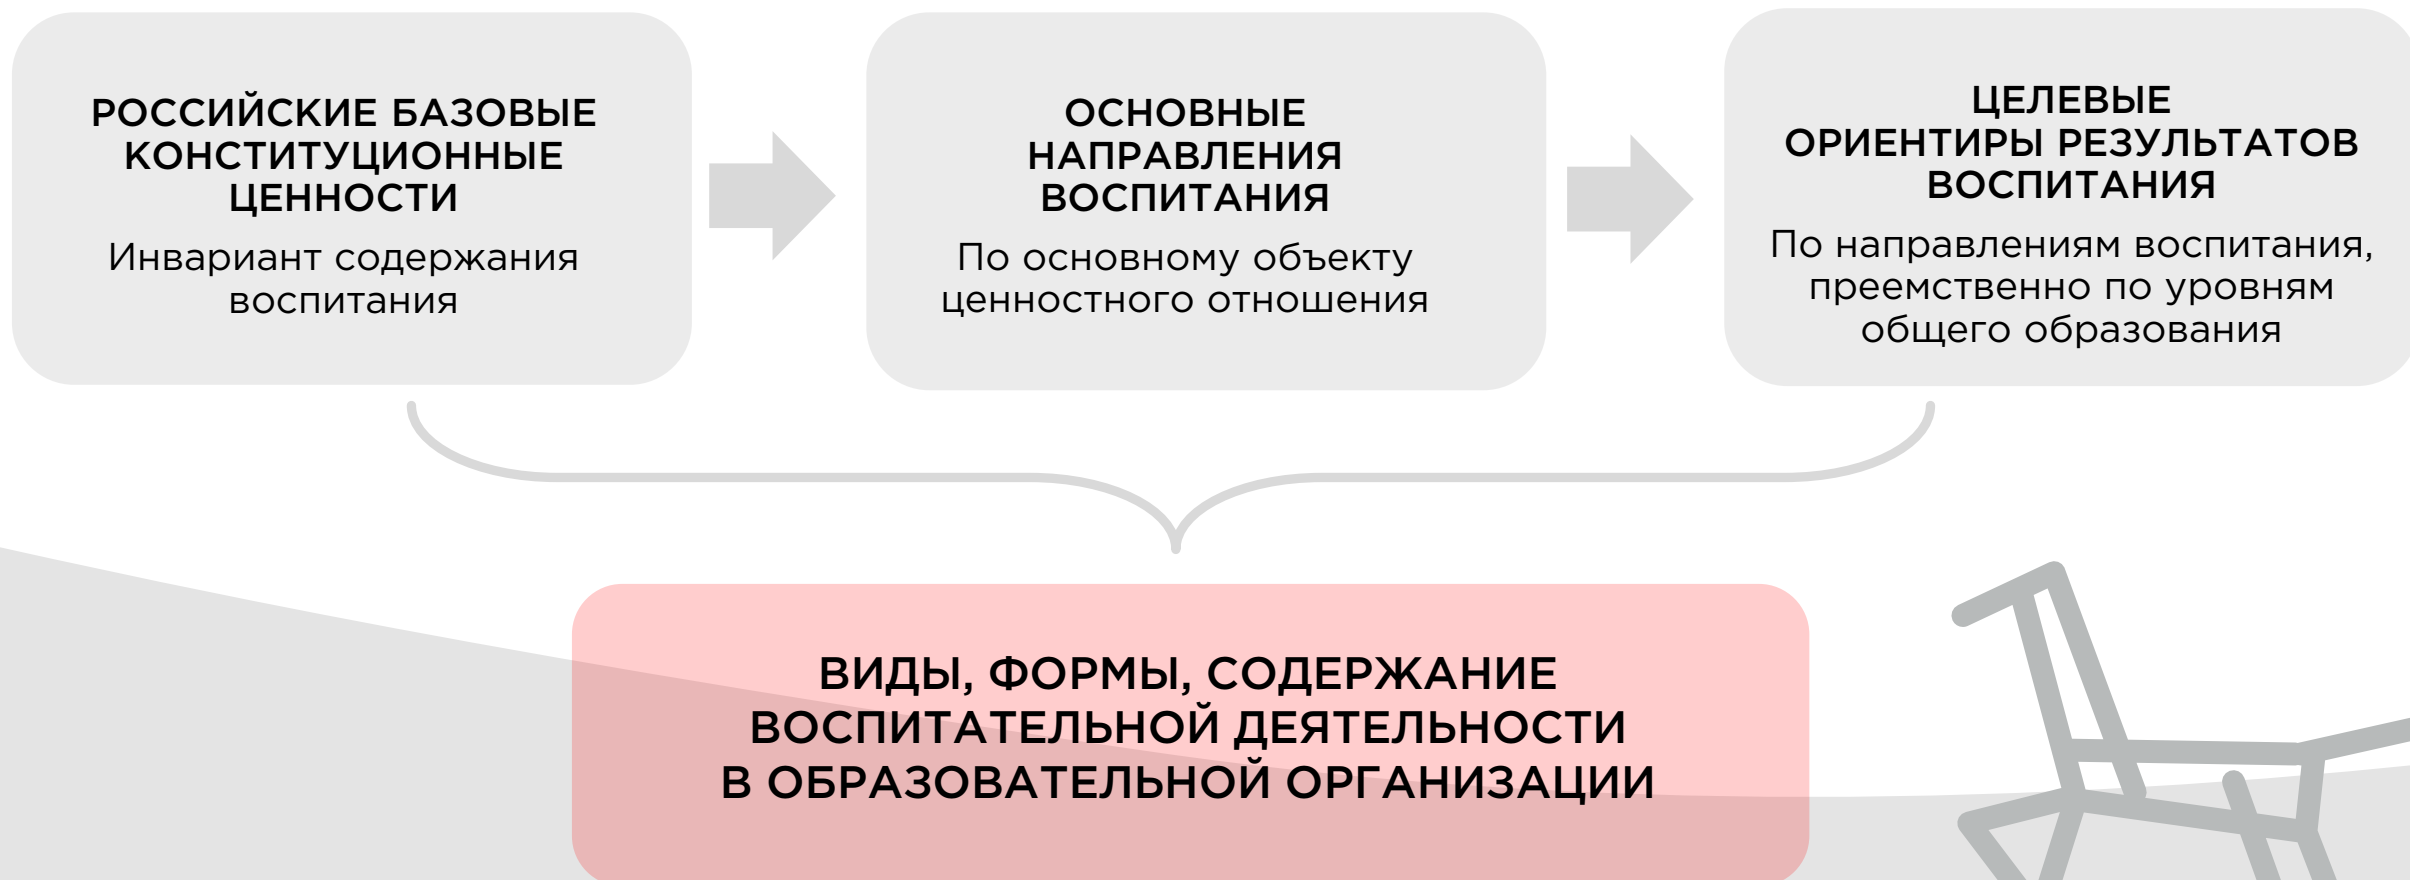 РОССИЙСКИЕ БАЗОВЫЕ
КОНСТИТУЦИОННЫЕ
ЦЕННОСТИ
Инвариант содержания
воспитания
ОСНОВНЫЕ
НАПРАВЛЕНИЯ
ВОСПИТАНИЯ
По основному объекту
ценностного отношения
ЦЕЛЕВЫЕ
ОРИЕНТИРЫ РЕЗУЛЬТАТОВ
ВОСПИТАНИЯ
По направлениям воспитания,
преемственно по уровням
общего образования
ВИДЫ, ФОРМЫ, СОДЕРЖАНИЕ
ВОСПИТАТЕЛЬНОЙ ДЕЯТЕЛЬНОСТИ
В ОБРАЗОВАТЕЛЬНОЙ ОРГАНИЗАЦИИ